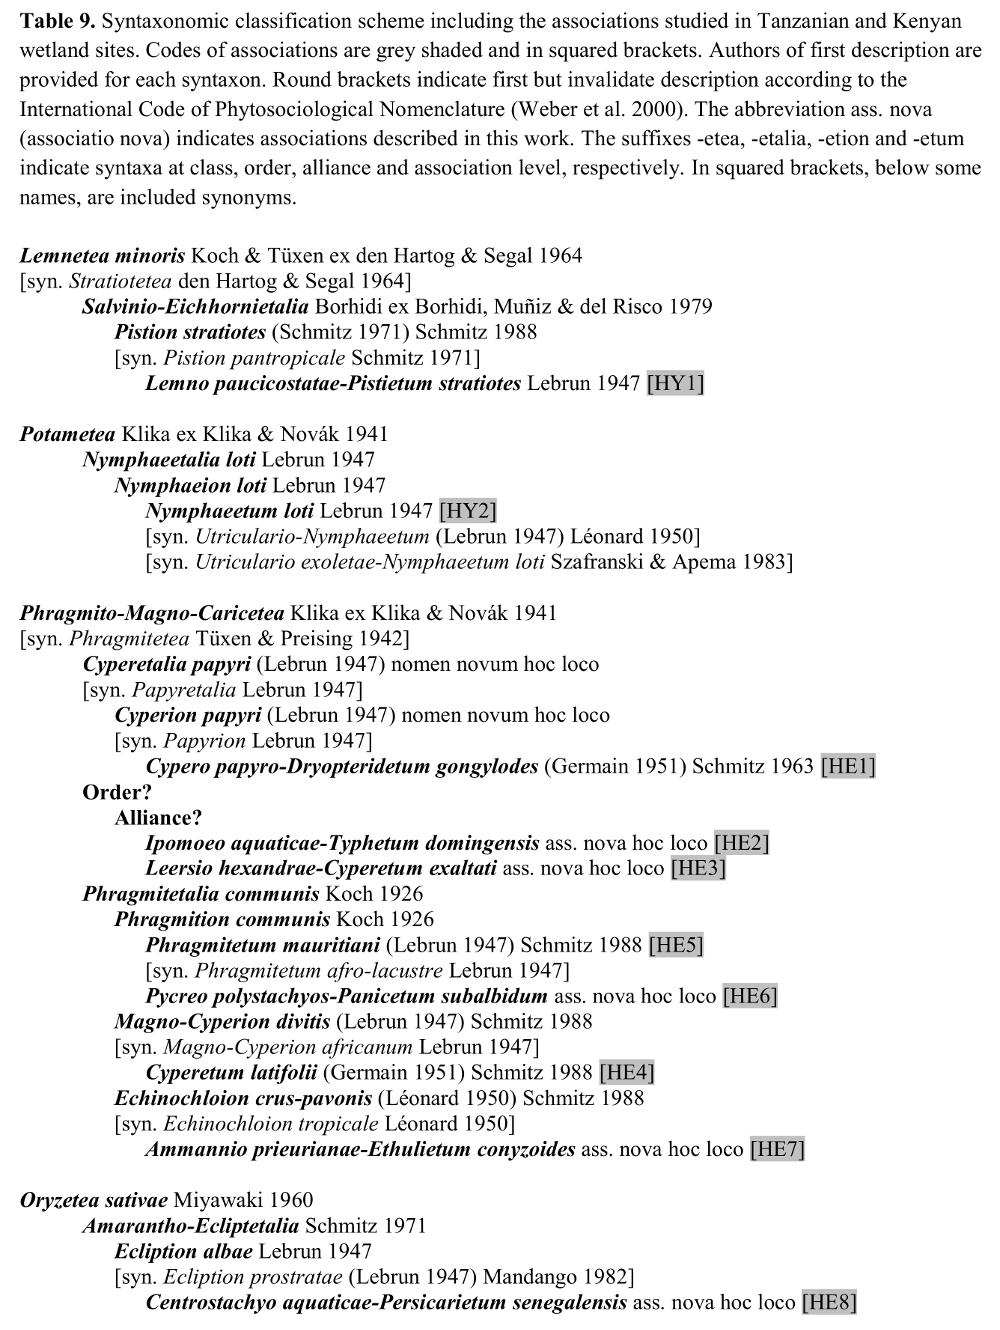 Table 9. Syntaxonomic classification scheme including the associations studied in Tanzanian and Kenyan
wetland sites. Codes of associations are grey shaded and in squared brackets. Authors of first description are
provided for each syntaxon. Round brackets indicate first but invalidate description according to the
International Code of Phytosociological Nomenclature (Weber et al. 2000). The abbreviation ass. nova
(associatio nova) indicates associations described in this work. The suffixes -etea, -etalia, -etion and -etum
indicate syntaxa at class, order, alliance and association level, respectively. In squared brackets, below some
names, are included synonyms.
Lemnetea minoris Koch & Tüxen ex den Hartog & Segal 1964
[syn. Stratiotetea den Hartog & Segal 1964]
Salvinio-Eichhornietalia Borhidi ex Borhidi, Muñiz & del Risco 1979
Pistion stratiotes (Schmitz 1971) Schmitz 1988
[syn. Pistion pantropicale Schmitz 1971]
Lemno paucicostatae-Pistietum stratiotes Lebrun 1947 [HY1]
Potametea Klika ex Klika & Novák 1941
Nymphaeetalia loti Lebrun 1947
Nymphaeion loti Lebrun 1947
Nymphaeetum loti Lebrun 1947 [HY2]
[syn. Utriculario-Nymphaeetum (Lebrun 1947) Léonard 1950]
[syn. Utriculario exoletae-Nymphaeetum loti Szafranski & Apema 1983]
Phragmito-Magno-Caricetea Klika ex Klika & Novák 1941
[syn. Phragmitetea Tüxen & Preising 1942]
Cyperetalia papyri (Lebrun 1947) nomen novum hoc loco
[syn. Papyretalia Lebrun 1947]
Cyperion papyri (Lebrun 1947) nomen novum hoc loco
[syn. Papyrion Lebrun 1947]
Cypero papyro-Dryopteridetum gongylodes (Germain 1951) Schmitz 1963 [HE1]
Order?
Alliance?
Ipomoeo aquaticae-Typhetum domingensis ass. nova hoc loco [HE2]
Leersio hexandrae-Cyperetum exaltati ass. nova hoc loco [HE3]
Phragmitetalia communis Koch 1926
Phragmition communis Koch 1926
Phragmitetum mauritiani (Lebrun 1947) Schmitz 1988 [HE5]
[syn. Phragmitetum afro-lacustre Lebrun 1947]
Pycreo polystachyos-Panicetum subalbidum ass. nova hoc loco [HE6]
Magno-Cyperion divitis (Lebrun 1947) Schmitz 1988
[syn. Magno-Cyperion africanum Lebrun 1947]
Cyperetum latifolii (Germain 1951) Schmitz 1988 [HE4]
Echinochloion crus-pavonis (Léonard 1950) Schmitz 1988
[syn. Echinochloion tropicale Léonard 1950]
Ammannio prieurianae-Ethulietum conyzoides ass. nova hoc loco [HE7]
Oryzetea sativae Miyawaki 1960
Amarantho-Ecliptetalia Schmitz 1971
Ecliption albae Lebrun 1947
[syn. Ecliption prostratae (Lebrun 1947) Mandango 1982]
Centrostachyo aquaticae-Persicarietum senegalensis ass. nova hoc loco [HE8]